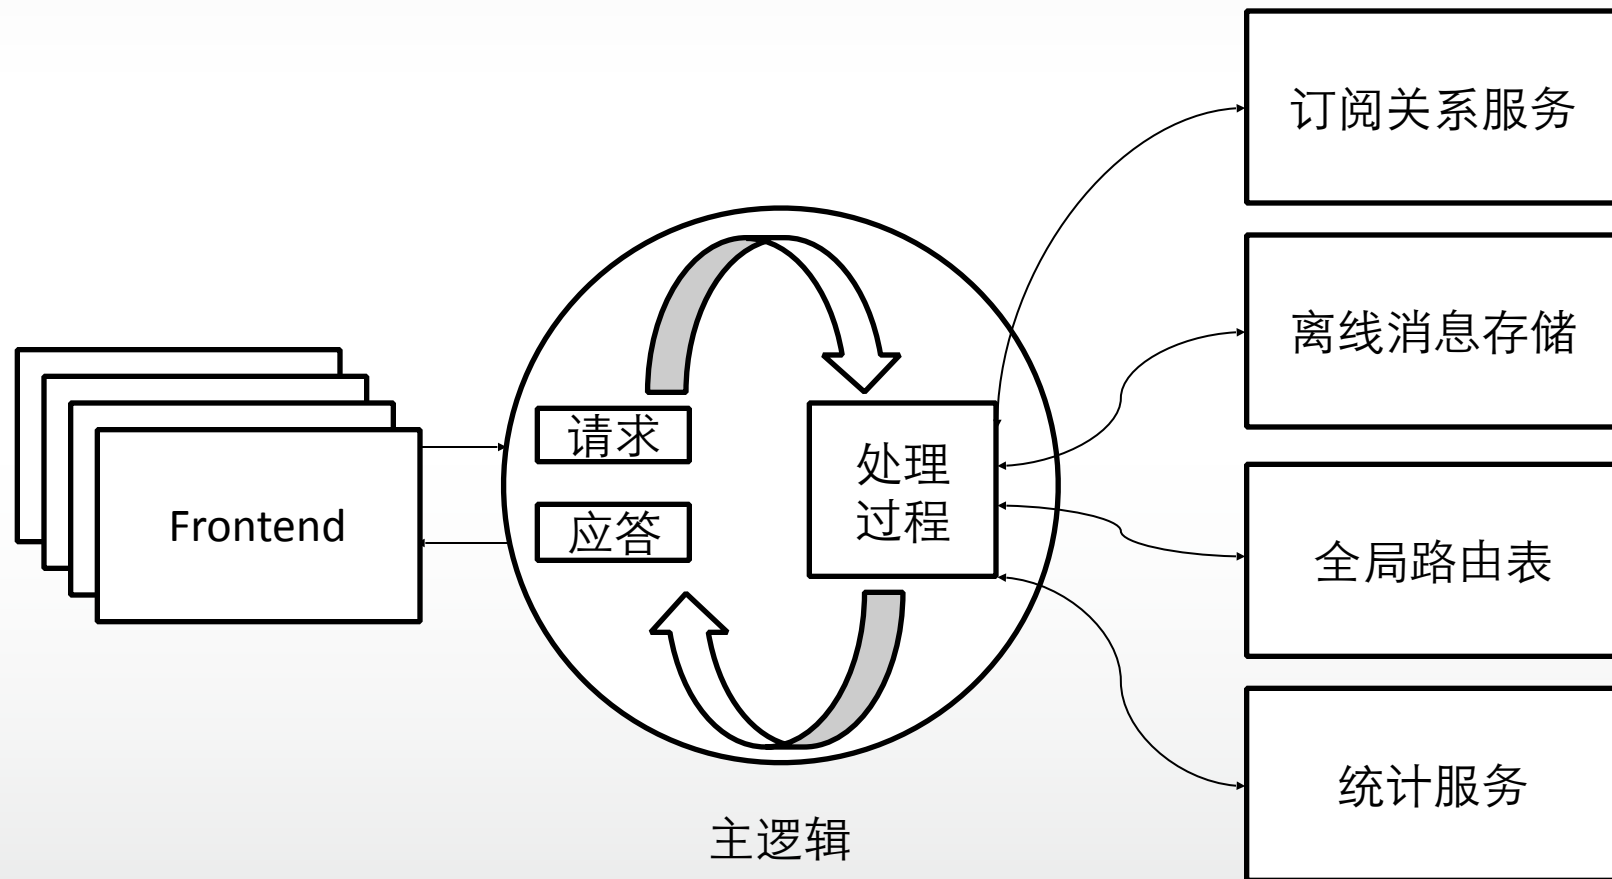 Frontend
请求
应答
处理
过程
主逻辑
订阅关系服务
离线消息存储
全局路由表
统计服务